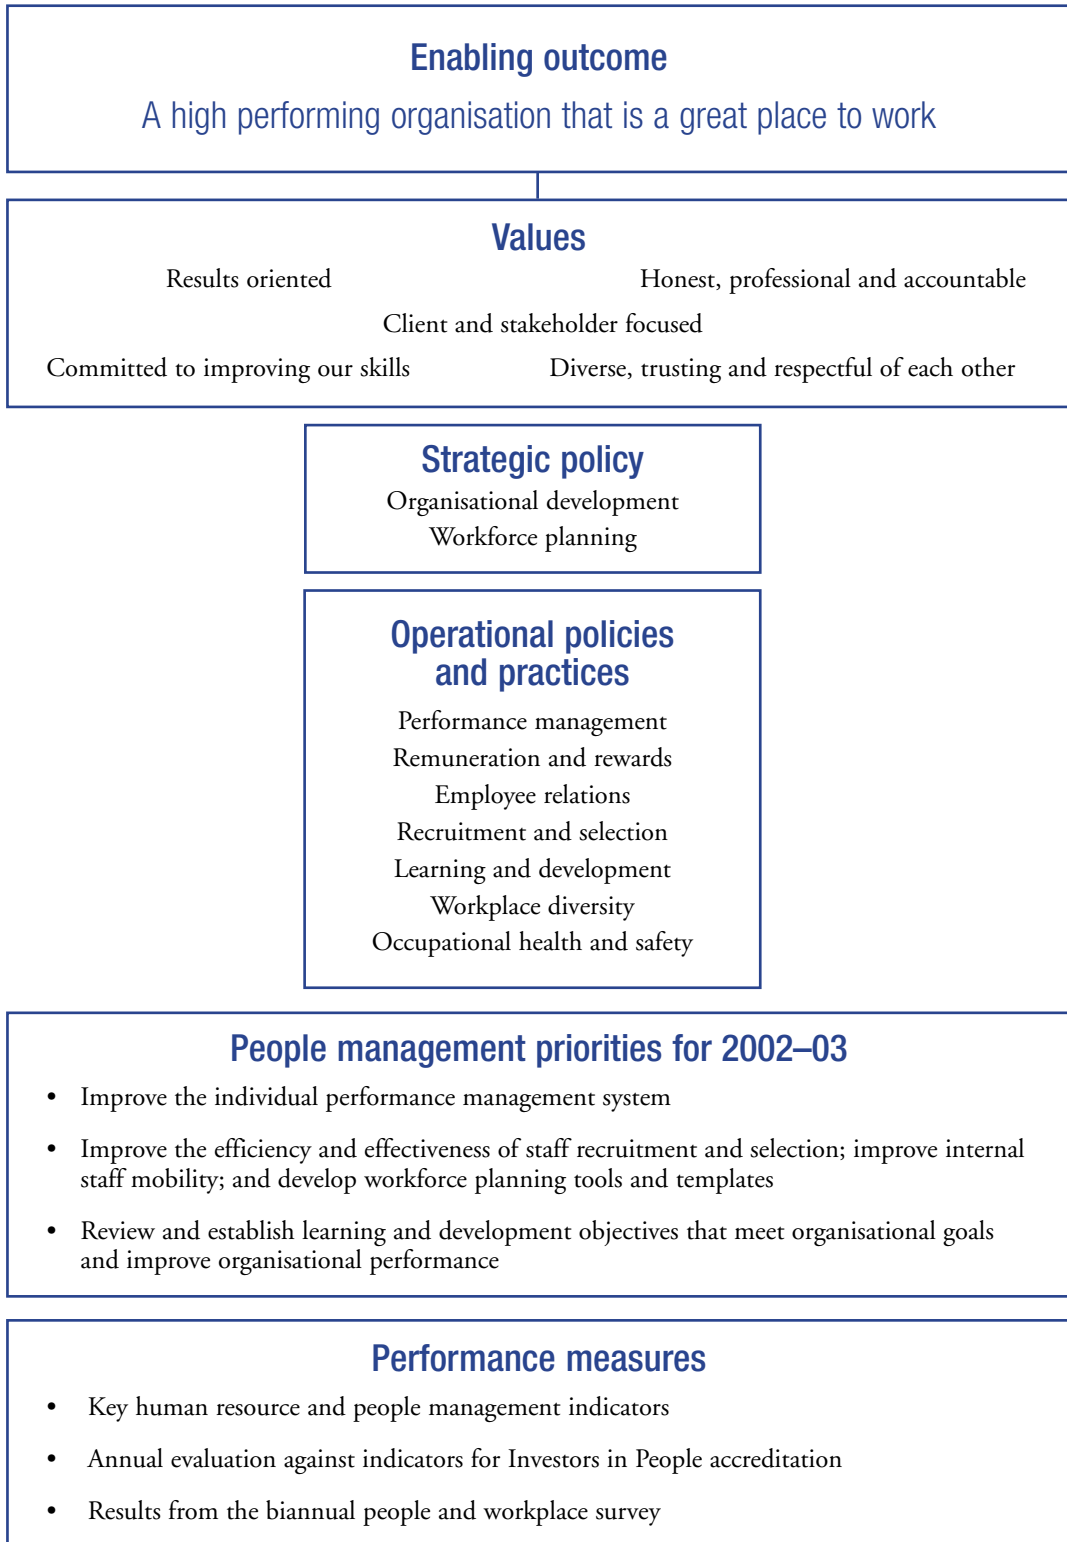 Enabling outcome
A high performing organisation that is a great place to work
Values
Results oriented
Honest, professional and accountable
Client and stakeholder focused
Committed to improving our skills
Diverse, trusting and respectful of each other
Strategic policy
Organisational development
Workforce planning
Operational policies
and practices
Performance management
Remuneration and rewards
Employee relations
Recruitment and selection
Learning and development
Workplace diversity
Occupational health and safety
People management priorities for 2002–03
• Improve the individual performance management system
• Improve the efficiency and effectiveness of staff recruitment and selection; improve internal
staff mobility; and develop workforce planning tools and templates
• Review and establish learning and development objectives that meet organisational goals
and improve organisational performance
Performance measures
• Key human resource and people management indicators
• Annual evaluation against indicators for Investors in People accreditation
• Results from the biannual people and workplace survey